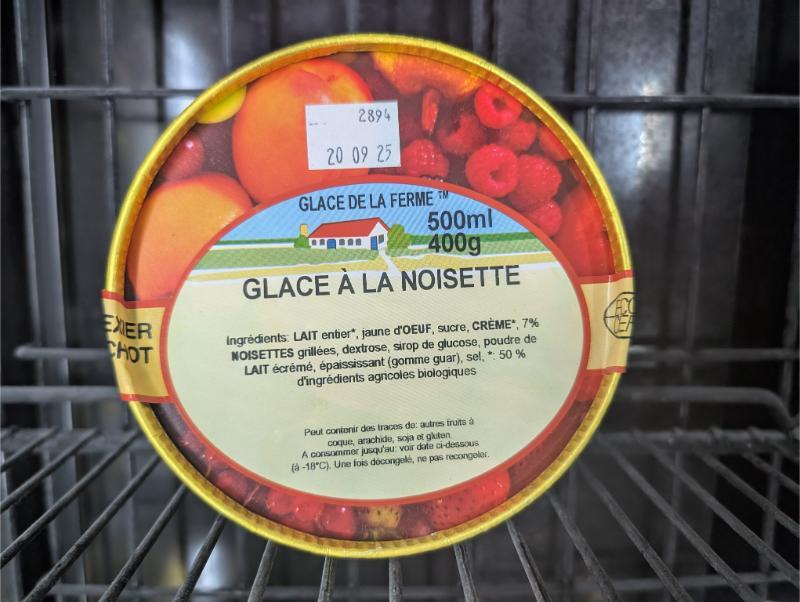 2894
20 09 25
GLACE DE LA FERME ™
500ml
400g
GLACE À LA NOISETTE
Ingrédients: LAIT entier*, jaune d'OEUF, sucre, CRÈME*, 7%
NOISETTES grillées, dextrose, sirop de glucose, poudre de
LAIT écrémé, épaississant (gomme guar), sel, *: 50 %
d'ingrédients agricoles biologiques
Peut contenir des traces de: autres fruits à
coque, arachide, soja et gluten.
A consommer jusqu'au: voir date ci-dessous
(à -18°C). Une fois décongelé, ne pas recongeler.